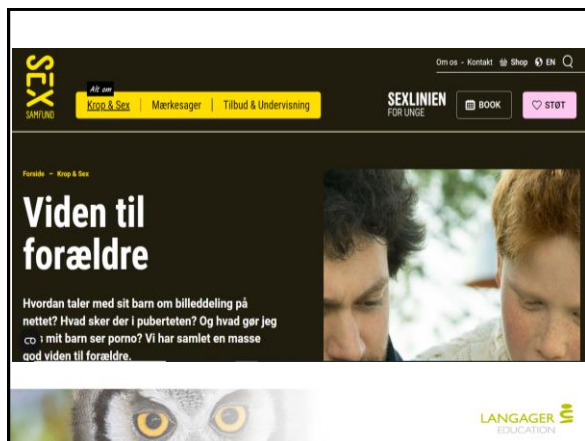 SEX
SAMFUND
Om os - Kontakt Shop EN
Alt om
Krop & Sex | Mærkesager | Tilbud & Undervisning
SEXLINIEN
FOR UNGE
BOOK
STØT
Forside – Krop & Sex
Viden til
forældre
Hvordan taler med sit barn om billeddeling på
nettet? Hvad sker der i puberteten? Og hvad gør jeg
mit barn ser porno? Vi har samlet en masse
god viden til forældre.
LANGAGER
EDUCATION